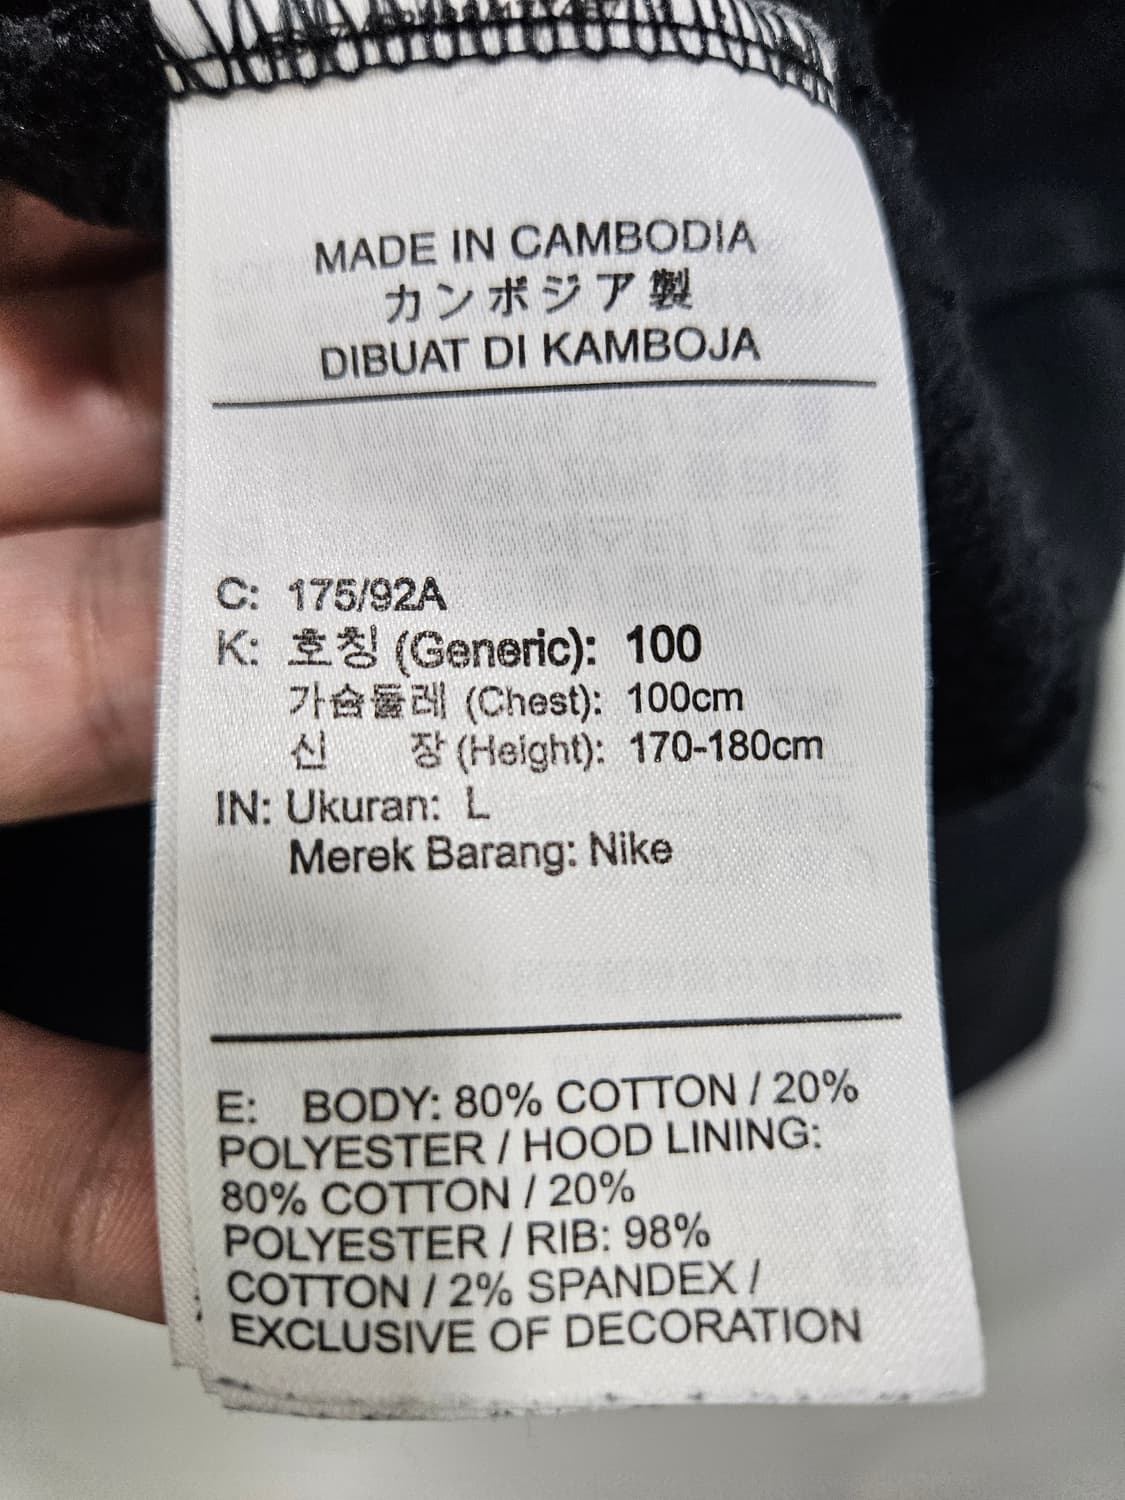 MADE IN CAMBODIA
カンボジア製
DIBUAT DI KAMBOJA
C: 175/92A
K: 호칭 (Generic): 100
가슴둘레 (Chest): 100cm
신 장 (Height): 170-180cm
IN: Ukuran: L
Merek Barang: Nike
E: BODY: 80% COTTON / 20%
POLYESTER / HOOD LINING:
80% COTTON / 20%
POLYESTER / RIB: 98%
COTTON / 2% SPANDEX /
EXCLUSIVE OF DECORATION